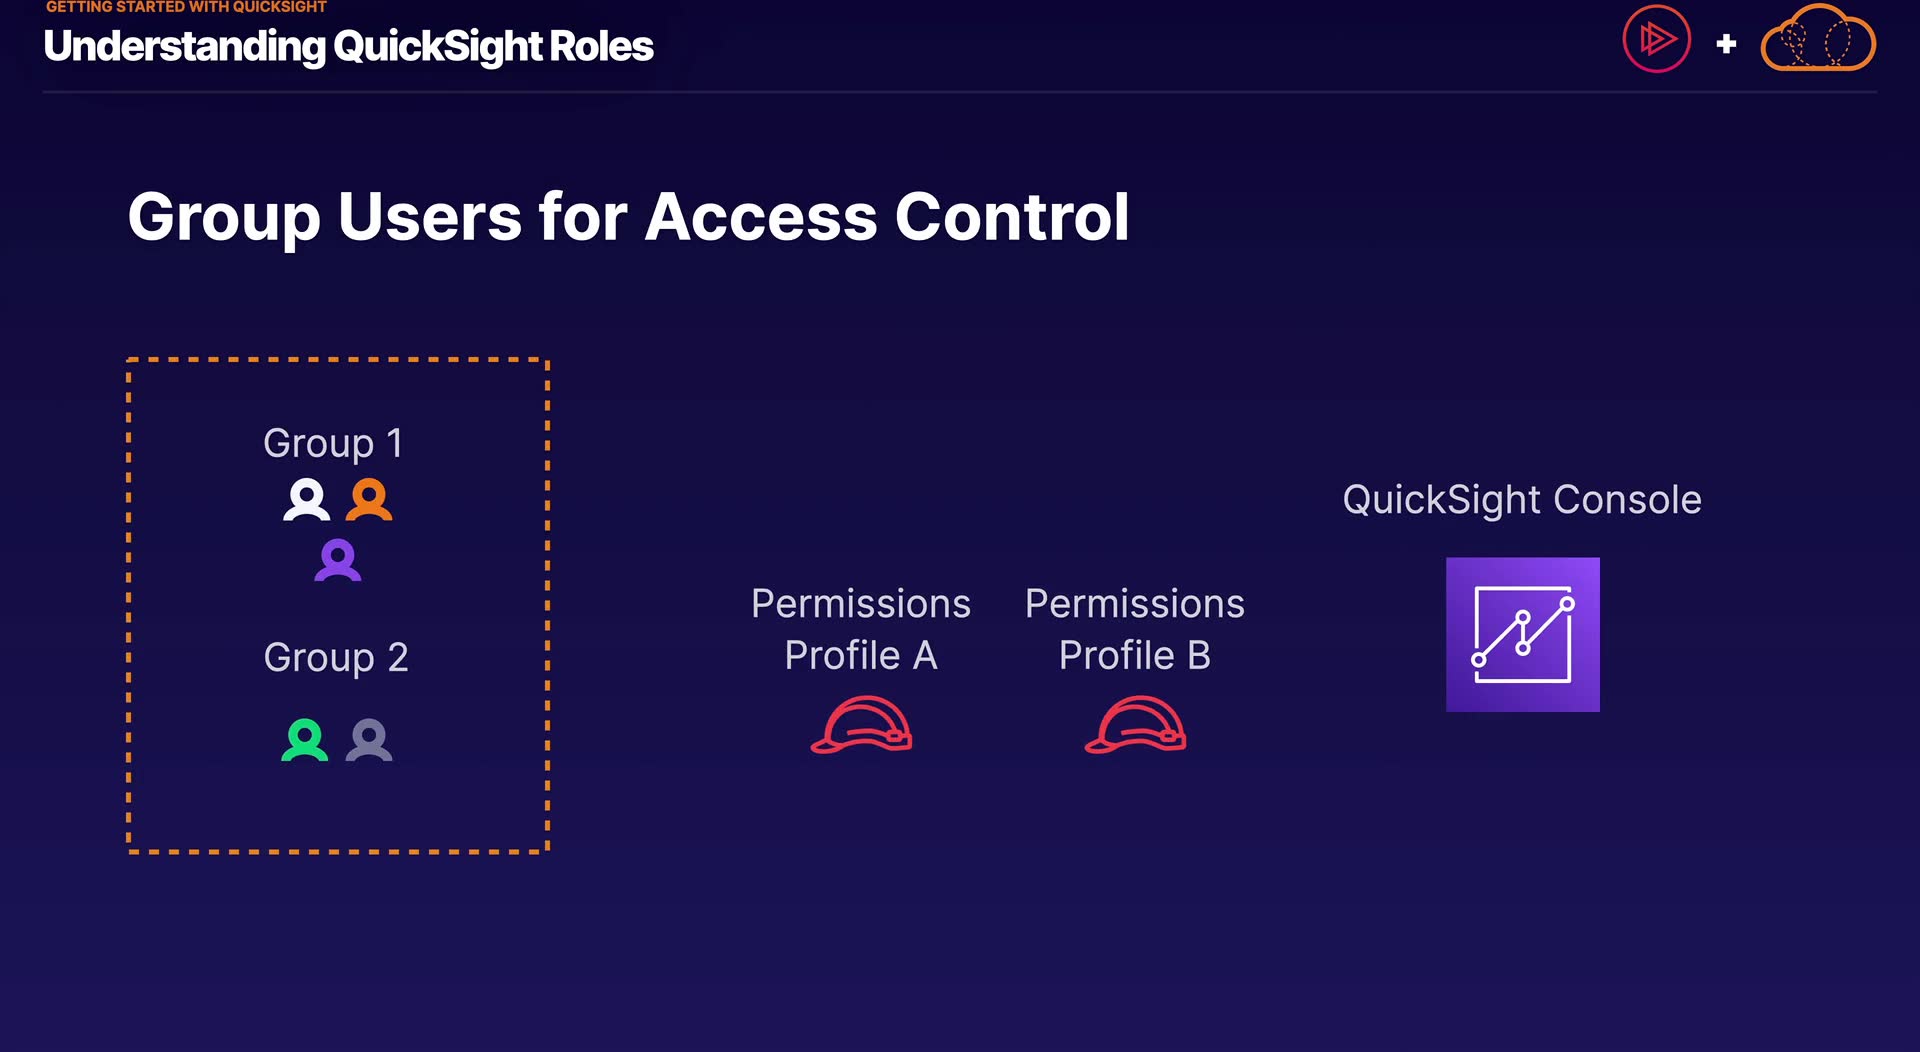 GETTING STARTED WITH QUICKSIGHT
Understanding QuickSight Roles
Group Users for Access Control
Group 1
Group 2
Permissions
Profile A
Permissions
Profile B
QuickSight Console